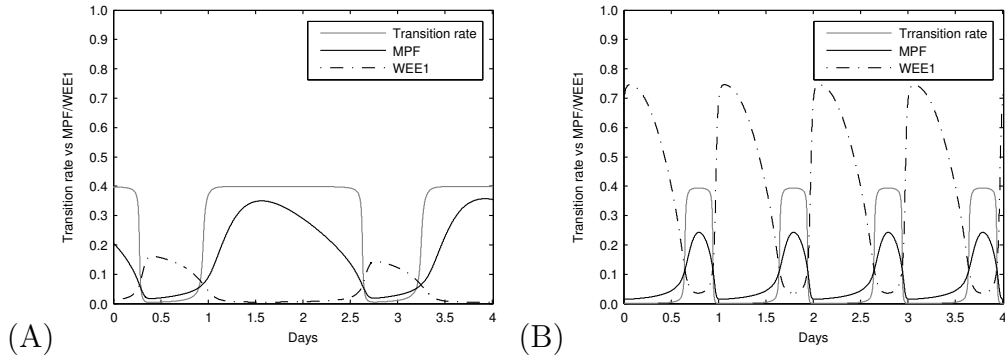 1.0
0.9
0.8
0.7
0.6
0.5
0.4
0.3
0.2
0.1
0.0
Transition rate vs MPF/WEE1
Transition rate
MPF
WEE1
0 0.5 1 1.5 2 2.5 3 3.5 4
Days
(A)
1.0
0.9
0.8
0.7
0.6
0.5
0.4
0.3
0.2
0.1
0.0
Transition rate vs MPF/WEE1
Transition rate
MPF
WEE1
0 0.5 1 1.5 2 2.5 3 3.5 4
Days
(B)